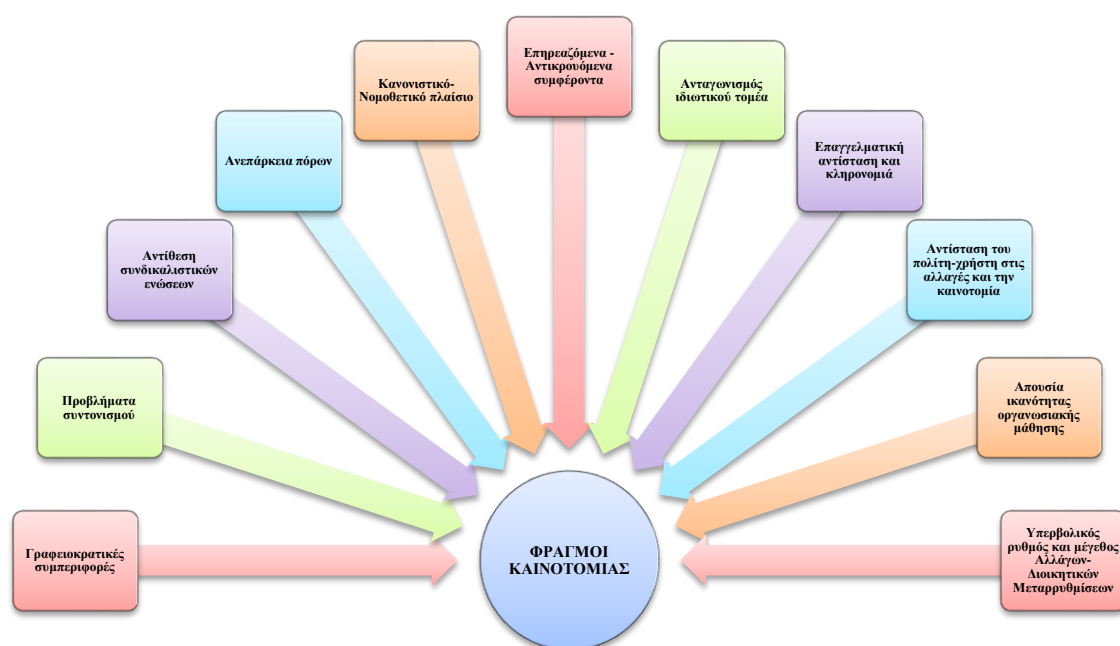 Γραφειοκρατικές
συμπεριφορές
Προβλήματα
συντονισμού
Αντίθεση
συνδικαλιστικών
ενώσεων
Ανεπάρκεια πόρων
Κανονιστικό-
Νομοθετικό πλαίσιο
Επηρεαζόμενα -
Αντικρουόμενα
συμφέροντα
Ανταγωνισμός
ιδιωτικού τομέα
Επαγγελματική
αντίσταση και
κληρονομιά
Αντίσταση του
πολίτη-χρήστη στις
αλλαγές και την
καινοτομία
Απουσία
ικανότητας
οργανωσιακής
μάθησης
Υπερβολικός
ρυθμός και μέγεθος
Αλλάγων-
Διοικητικών
Μεταρρυθμίσεων
ΦΡΑΓΜΟΙ
ΚΑΙΝΟΤΟΜΙΑΣ